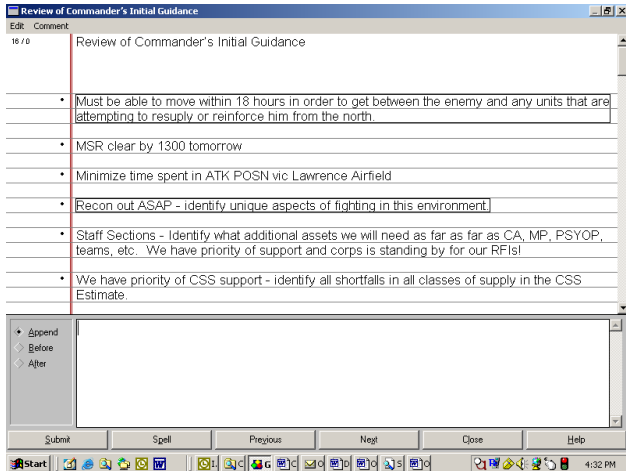 Review of Commander's Initial Guidance
Edit Comment
16 / 0
Review of Commander's Initial Guidance
• Must be able to move within 18 hours in order to get between the enemy and any units that are
attempting to resuply or reinforce him from the north.
• MSR clear by 1300 tomorrow
• Minimize time spent in ATK POSN vic Lawrence Airfield
• Recon out ASAP - identify unique aspects of fighting in this environment.
• Staff Sections - Identify what additional assets we will need as far as far as CA, MP, PSYOP,
teams, etc. We have priority of support and corps is standing by for our RFIs!
• We have priority of CSS support - identify all shortfalls in all classes of supply in the CSS
Estimate.
Append
Before
After
Submit Spell Previous Next Close Help
Start I. C G C O D O S O 4:32 PM